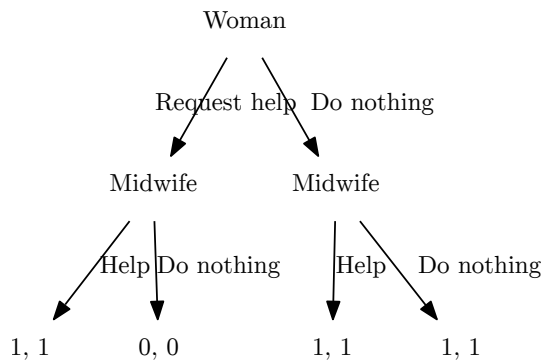 Woman
Request help Do nothing
Midwife Midwife
Help Do nothing Help Do nothing
1, 1 0, 0 1, 1 1, 1